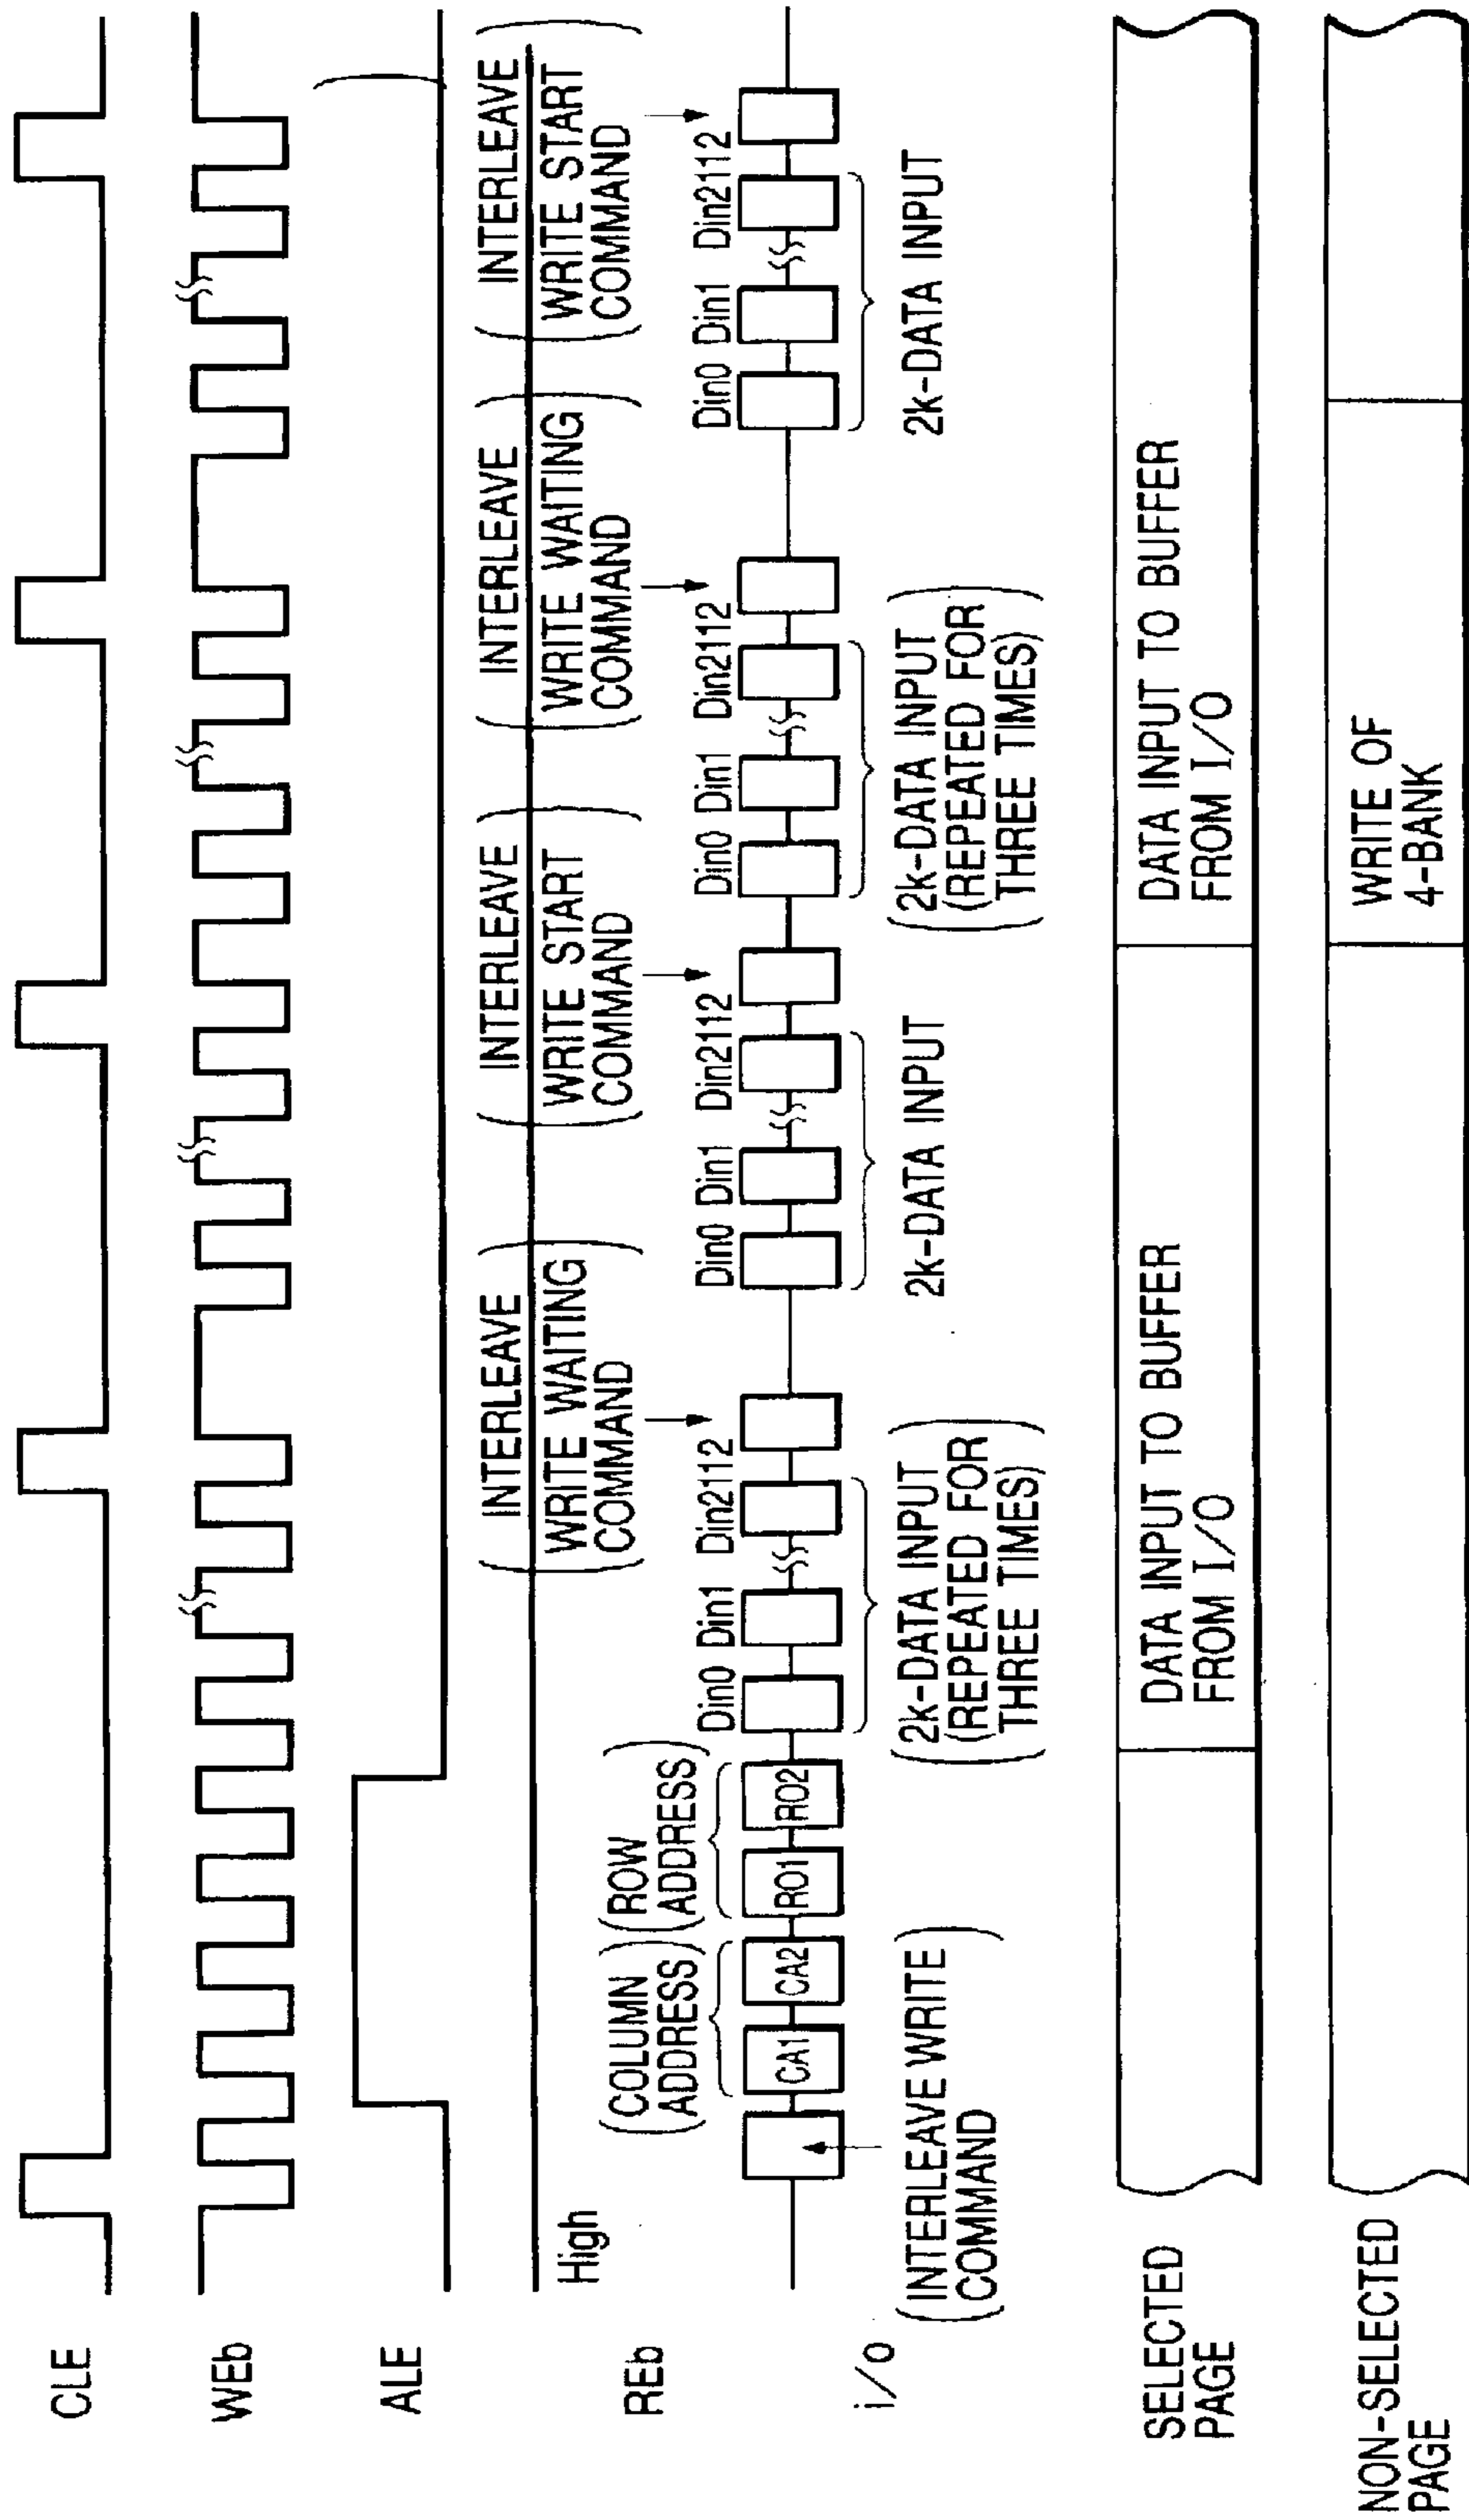 CLE
WEb
ALE
REb
High
(INTERLEAVE
WRITE WAITING
COMMAND)
(INTERLEAVE
WRITE START
COMMAND)
(INTERLEAVE
WRITE WAITING
COMMAND)
(INTERLEAVE
WRITE START
COMMAND)
(COLUMN
ADDRESS)
(ROW
ADDRESS)
Din0 Din1 Din2112
Din0 Din1 Din2112
Din0 Din1 Din2112
Din0 Din1 Din2112
i/o
CA1 CA2 RO1 RO2
(INTERLEAVE WRITE
COMMAND)
(2k-DATA INPUT
(REPEATED FOR
THREE TIMES))
2k-DATA INPUT
(2k-DATA INPUT
(REPEATED FOR
THREE TIMES))
2k-DATA INPUT
SELECTED
PAGE
DATA INPUT TO BUFFER
FROM I/O
DATA INPUT TO BUFFER
FROM I/O
NON-SELECTED
PAGE
WRITE OF
4-BANK